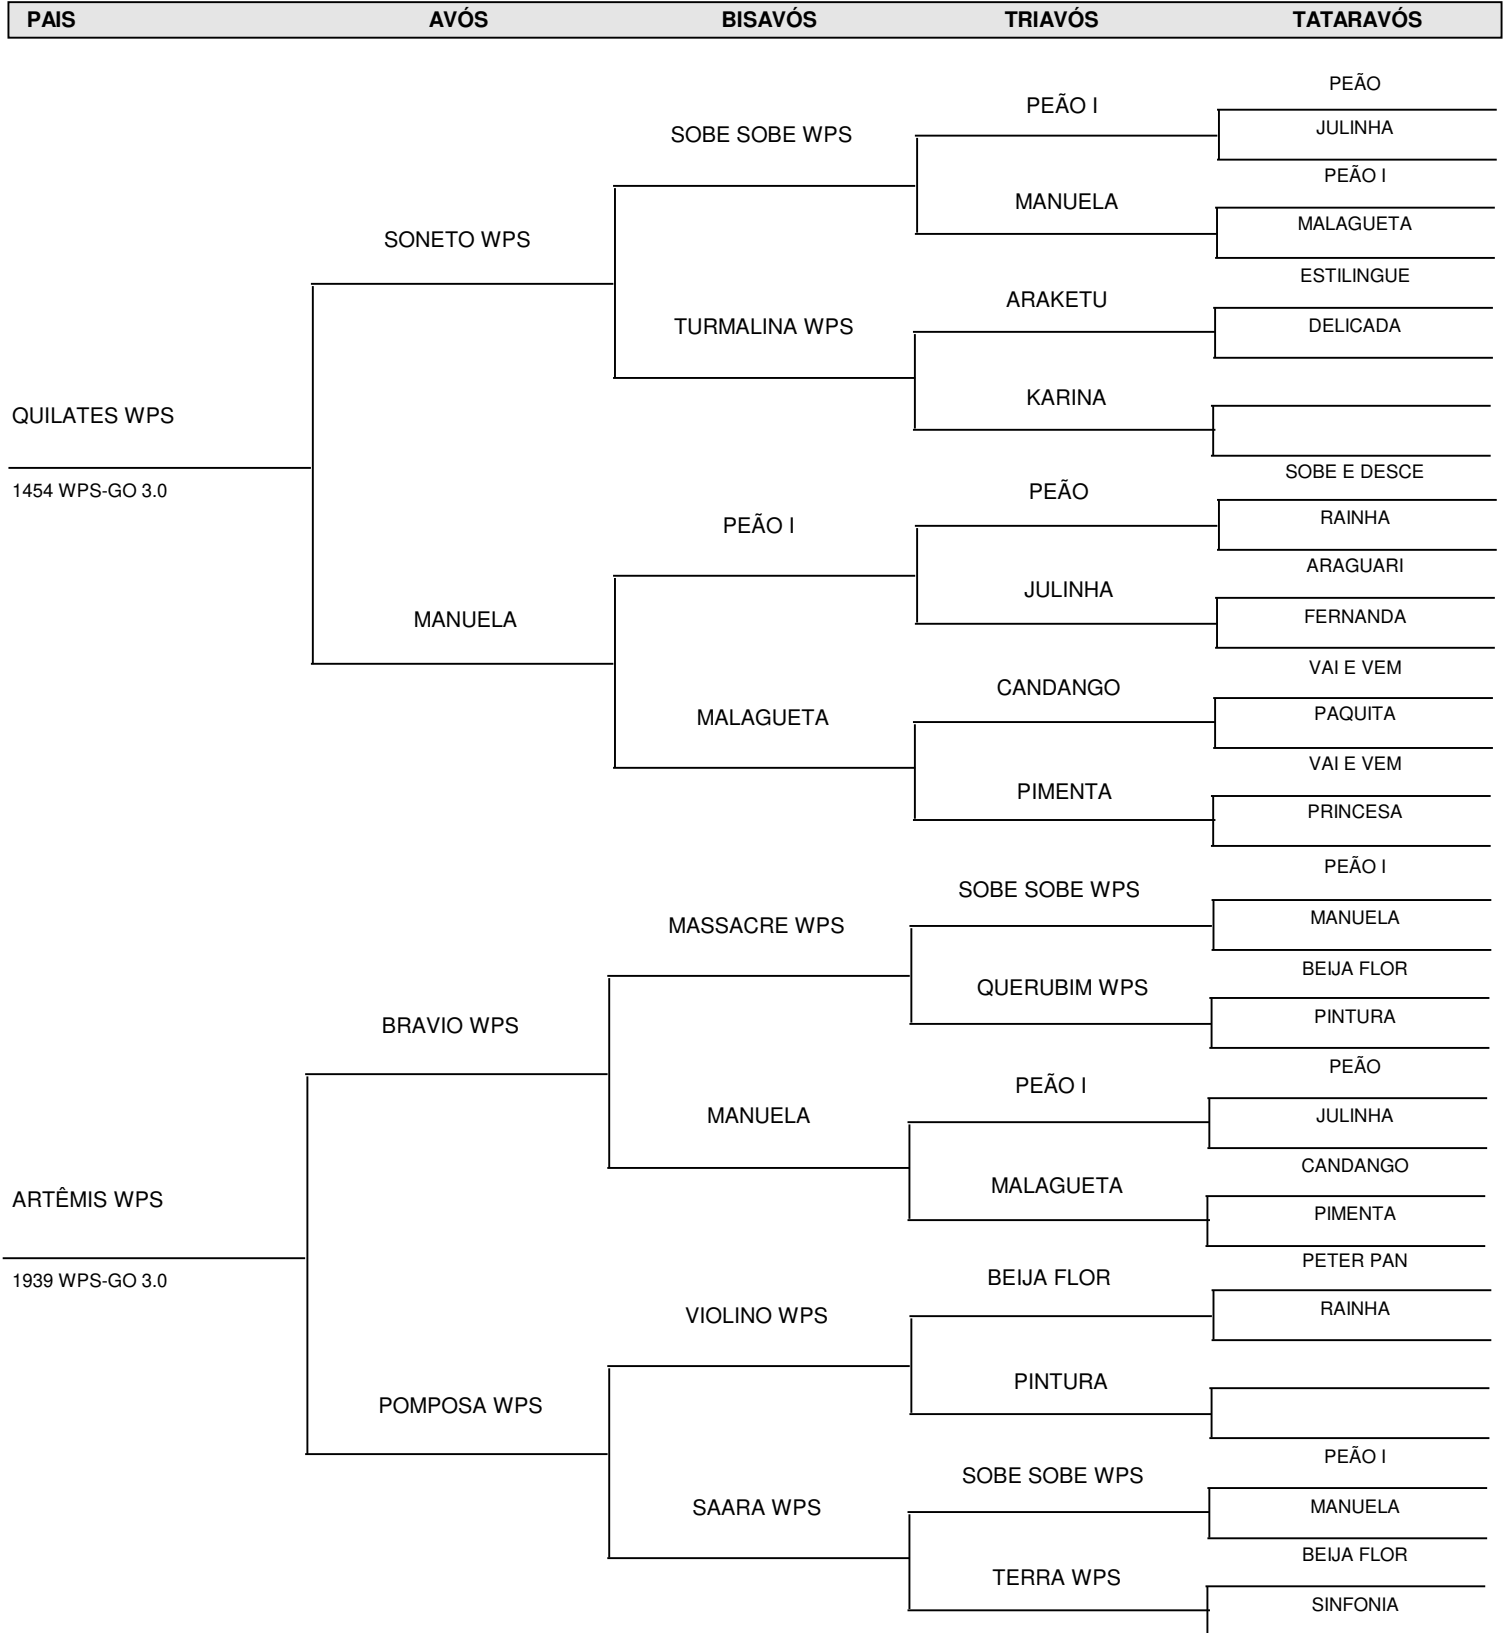 PAIS AVÓS BISAVÓS TRIAVÓS TATARAVÓS
PEÃO
PEÃO I
JULINHA
SOBE SOBE WPS
PEÃO I
MANUELA
MALAGUETA
SONETO WPS
ESTILINGUE
ARAKETU
TURMALINA WPS
DELICADA
KARINA
QUILATES WPS
SOBE E DESCE
1454 WPS-GO 3.0
PEÃO
RAINHA
PEÃO I
ARAGUARI
JULINHA
MANUELA
FERNANDA
VAI E VEM
CANDANGO
MALAGUETA
PAQUITA
VAI E VEM
PIMENTA
PRINCESA
PEÃO I
SOBE SOBE WPS
MASSACRE WPS
MANUELA
BEIJA FLOR
QUERUBIM WPS
BRAVIO WPS
PINTURA
PEÃO
PEÃO I
MANUELA
JULINHA
CANDANGO
MALAGUETA
ARTÊMIS WPS
PIMENTA
PETER PAN
1939 WPS-GO 3.0
BEIJA FLOR
VIOLINO WPS
RAINHA
PINTURA
POMPOSA WPS
PEÃO I
SOBE SOBE WPS
SAARA WPS
MANUELA
BEIJA FLOR
TERRA WPS
SINFONIA